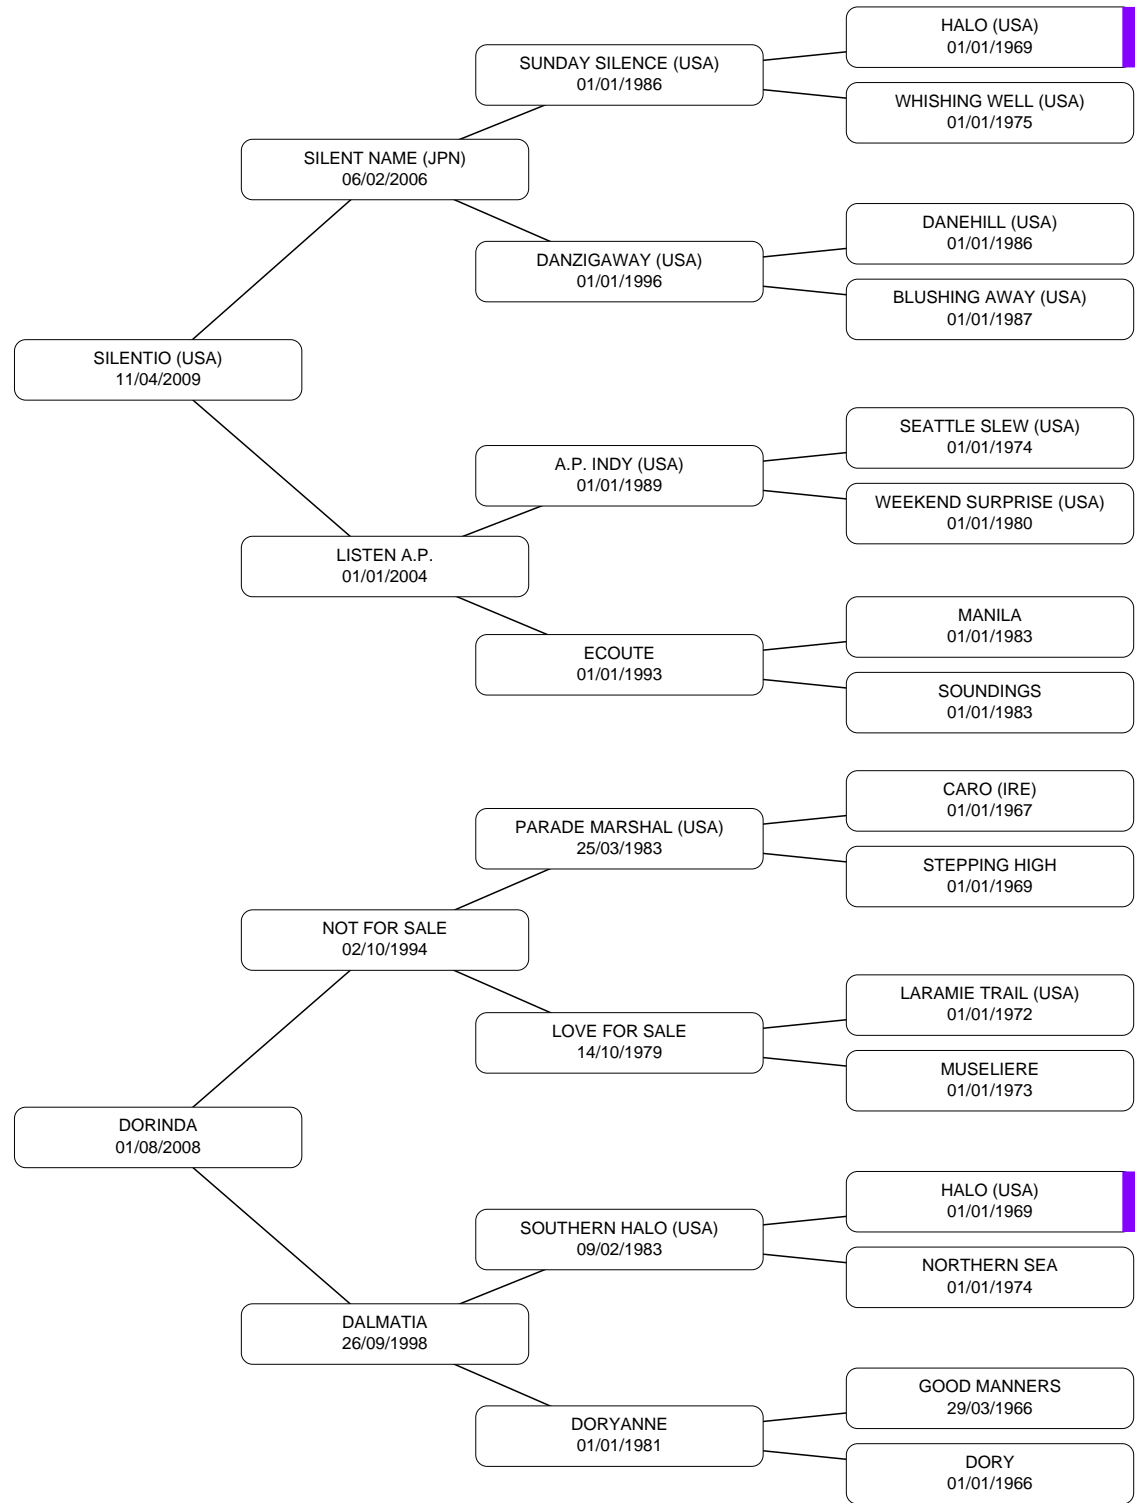 HALO (USA)
01/01/1969
SUNDAY SILENCE (USA)
01/01/1986
WHISHING WELL (USA)
01/01/1975
SILENT NAME (JPN)
06/02/2006
DANEHILL (USA)
01/01/1986
DANZIGAWAY (USA)
01/01/1996
BLUSHING AWAY (USA)
01/01/1987
SILENTIO (USA)
11/04/2009
SEATTLE SLEW (USA)
01/01/1974
A.P. INDY (USA)
01/01/1989
WEEKEND SURPRISE (USA)
01/01/1980
LISTEN A.P.
01/01/2004
MANILA
01/01/1983
ECOUTE
01/01/1993
SOUNDINGS
01/01/1983
CARO (IRE)
01/01/1967
PARADE MARSHAL (USA)
25/03/1983
STEPPING HIGH
01/01/1969
NOT FOR SALE
02/10/1994
LARAMIE TRAIL (USA)
01/01/1972
LOVE FOR SALE
14/10/1979
MUSELIERE
01/01/1973
DORINDA
01/08/2008
HALO (USA)
01/01/1969
SOUTHERN HALO (USA)
09/02/1983
NORTHERN SEA
01/01/1974
DALMATIA
26/09/1998
GOOD MANNERS
29/03/1966
DORYANNE
01/01/1981
DORY
01/01/1966